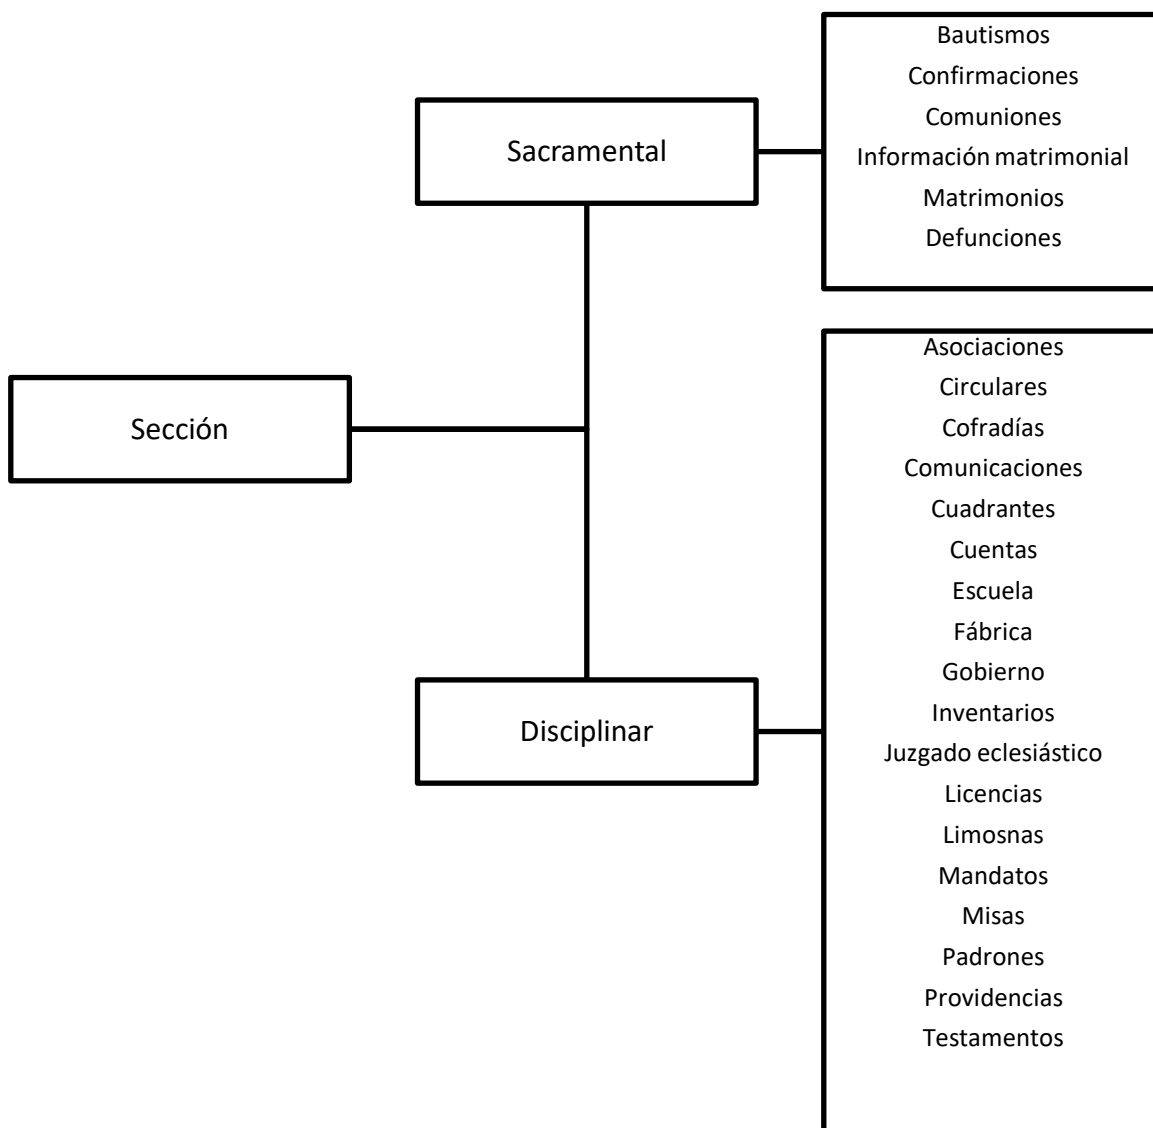 Sección
Sacramental
Bautismos
Confirmaciones
Comuniones
Información matrimonial
Matrimonios
Defunciones
Disciplinar
Asociaciones
Circulares
Cofradías
Comunicaciones
Cuadrantes
Cuentas
Escuela
Fábrica
Gobierno
Inventarios
Juzgado eclesiástico
Licencias
Limosnas
Mandatos
Misas
Padrones
Providencias
Testamentos